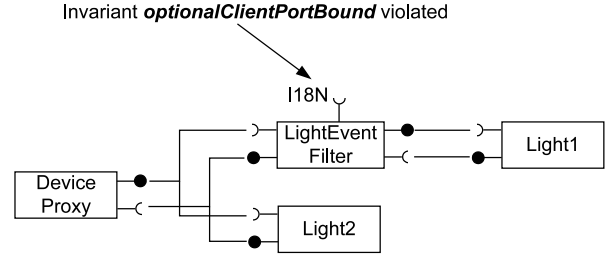 Invariant optionalClientPortBound violated
I18N
LightEvent
Filter
Light1
Device
Proxy
Light2